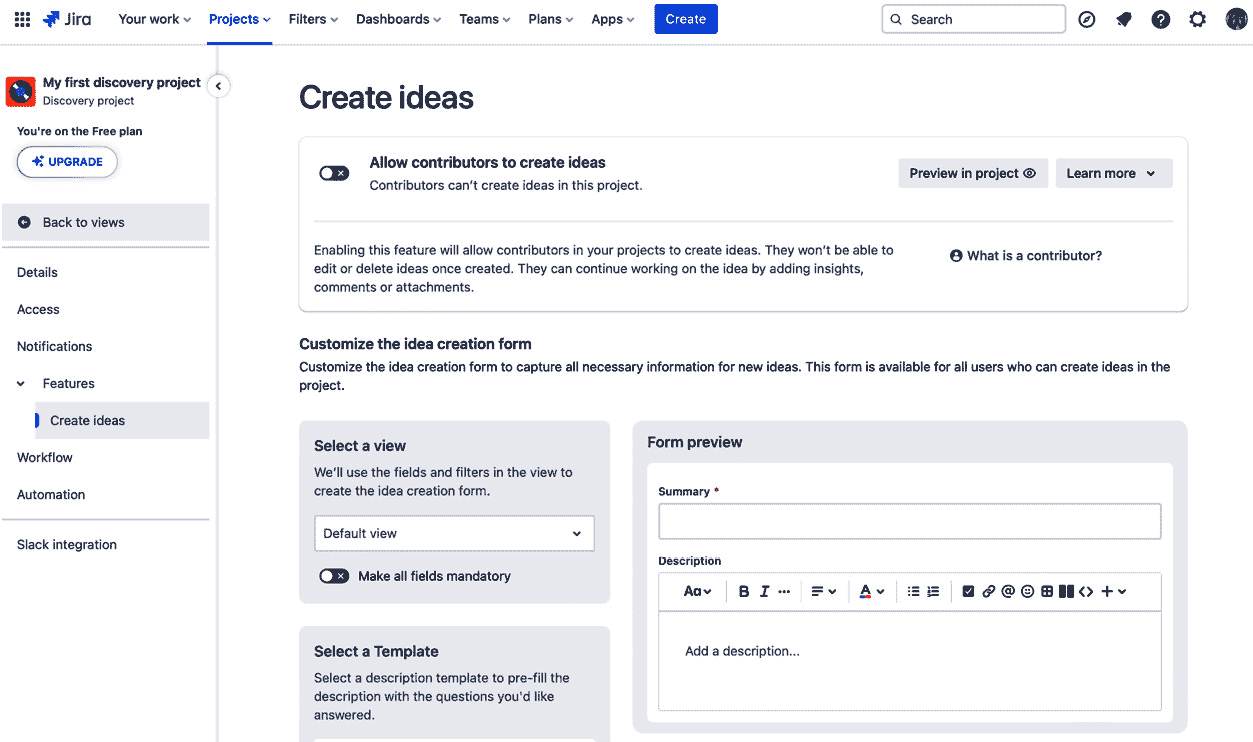 Jira Your work Projects Filters Dashboards Teams Plans Apps Create Search
My first discovery project
Discovery project
You're on the Free plan
UPGRADE
Back to views
Details
Access
Notifications
Features
Create ideas
Workflow
Automation
Slack integration
Create ideas
Allow contributors to create ideas
Contributors can't create ideas in this project.
Preview in project
Learn more
Enabling this feature will allow contributors in your projects to create ideas. They won't be able to
edit or delete ideas once created. They can continue working on the idea by adding insights,
comments or attachments.
What is a contributor?
Customize the idea creation form
Customize the idea creation form to capture all necessary information for new ideas. This form is available for all users who can create ideas in the
project.
Select a view
We'll use the fields and filters in the view to
create the idea creation form.
Default view
Make all fields mandatory
Select a Template
Select a description template to pre-fill the
description with the questions you'd like
answered.
Form preview
Summary *
Description
Aa B I ... A
Add a description...